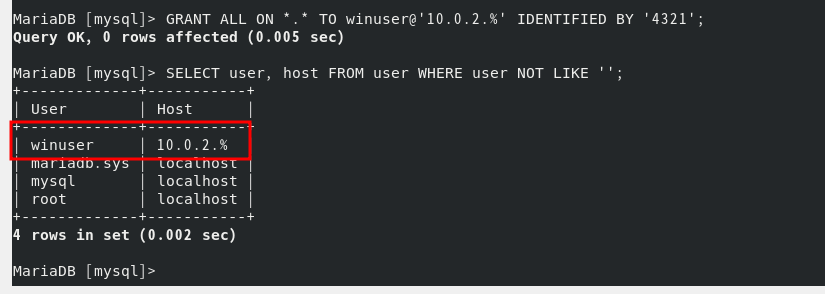 MariaDB [mysql]> GRANT ALL ON *.* TO winuser@'10.0.2.%' IDENTIFIED BY '4321';
Query OK, 0 rows affected (0.005 sec)
MariaDB [mysql]> SELECT user, host FROM user WHERE user NOT LIKE '';
+-------------+-----------+
| User        | Host      |
+-------------+-----------+
| winuser     | 10.0.2.%  |
| mariadb.sys | localhost |
| mysql       | localhost |
| root        | localhost |
+-------------+-----------+
4 rows in set (0.002 sec)
MariaDB [mysql]>